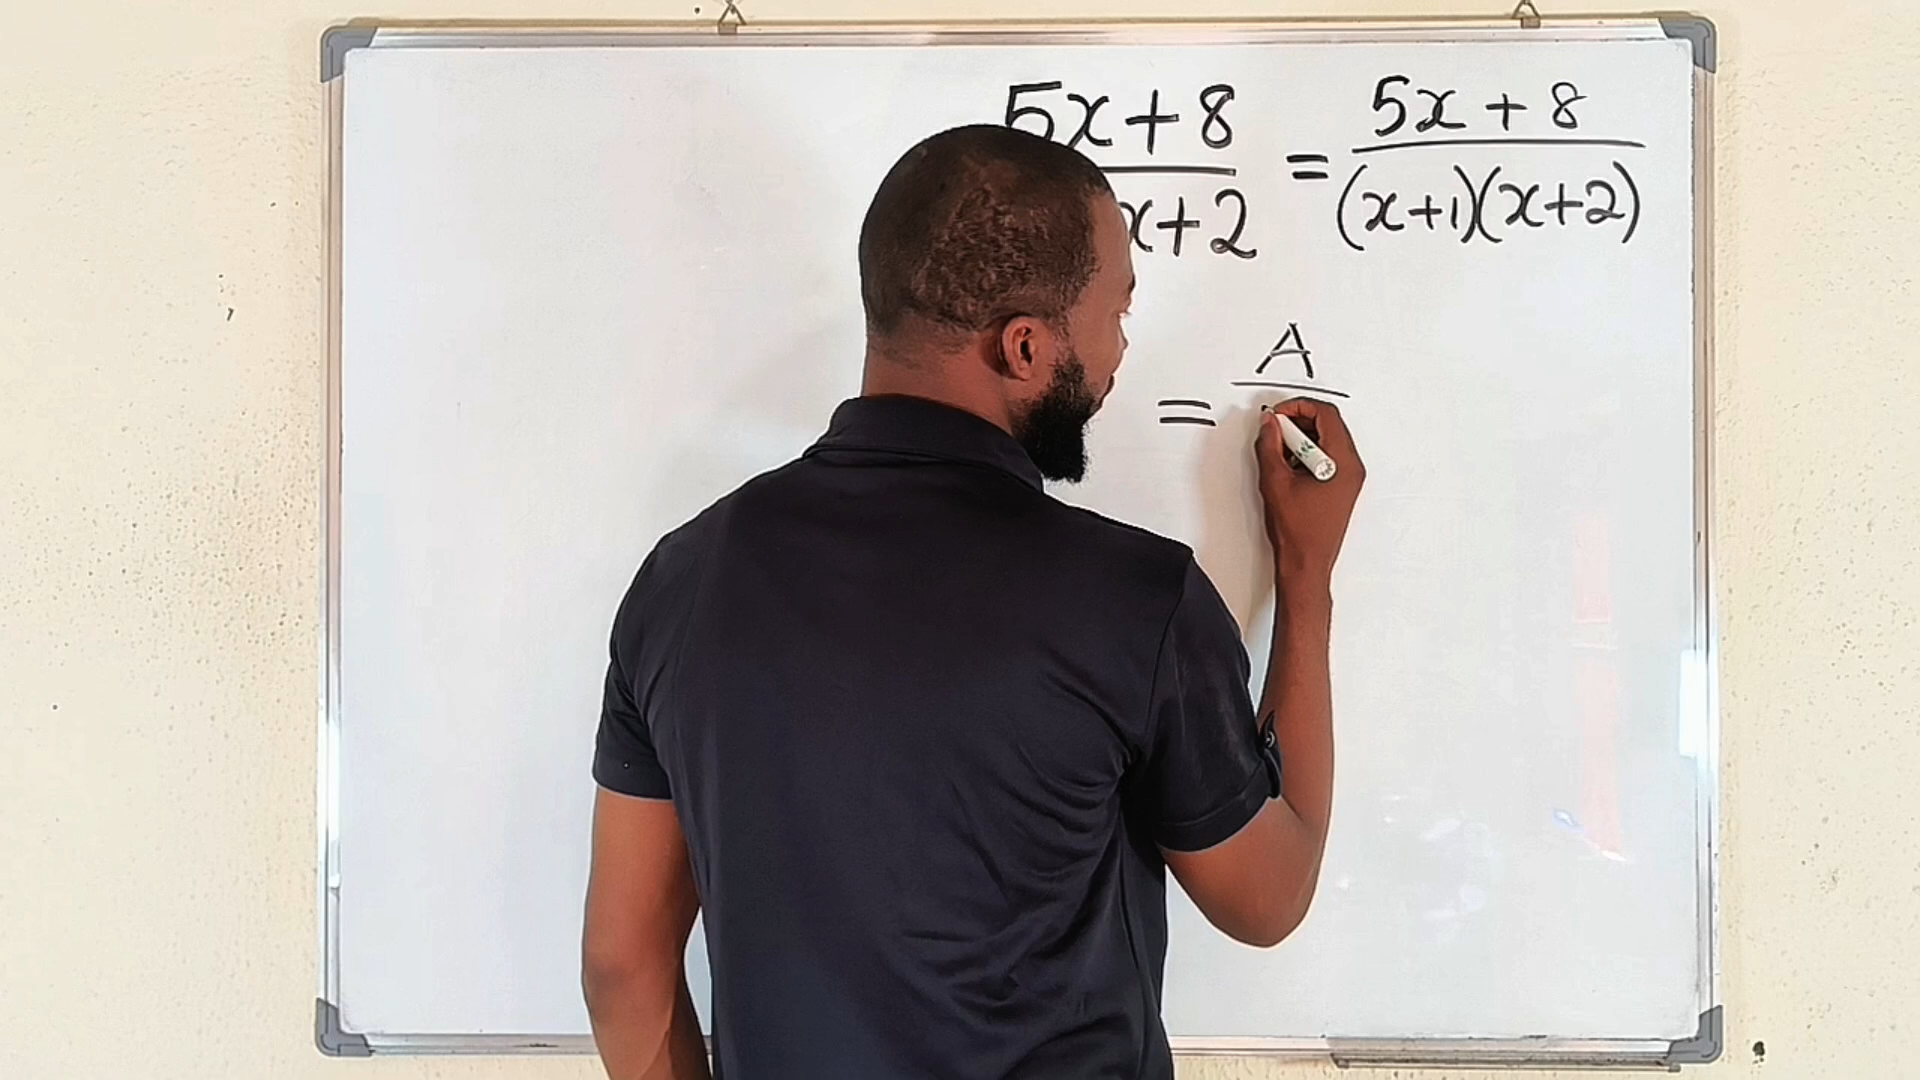 5x+8 = 5x + 8
x+2 (x+1)(x+2)
= A